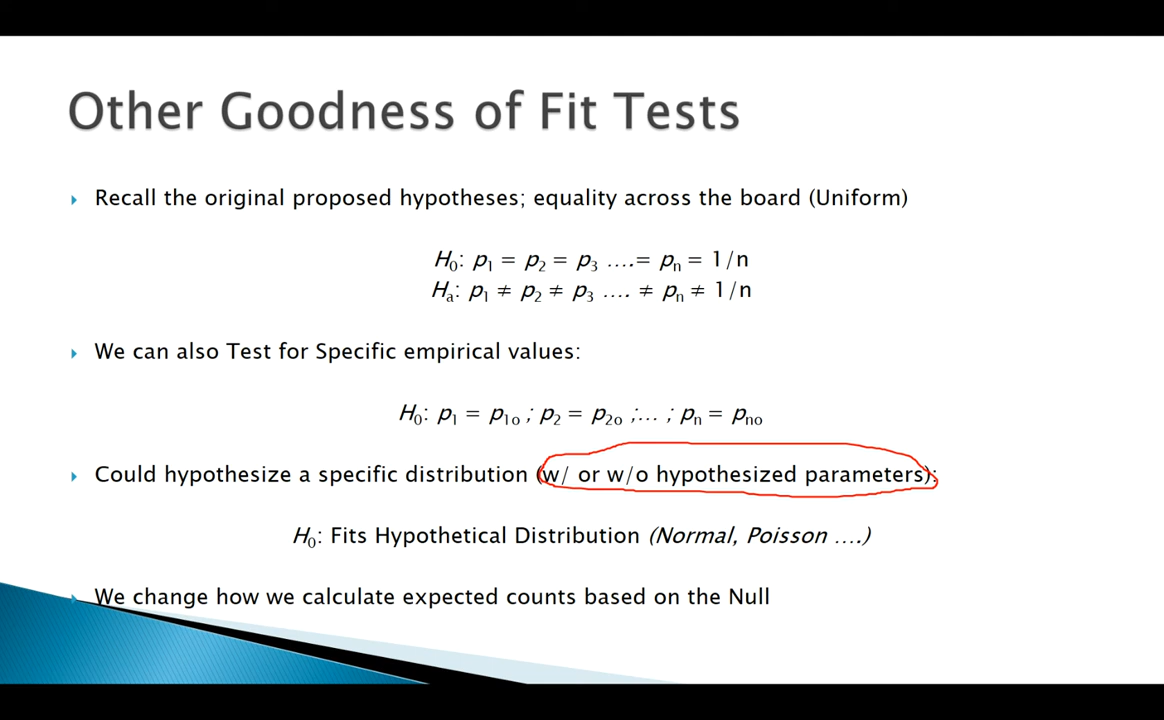 Other Goodness of Fit Tests
Recall the original proposed hypotheses; equality across the board (Uniform)
H₀: p₁ = p₂ = p₃ ....= pₙ = 1/n
Hₐ: p₁ ≠ p₂ ≠ p₃ .... ≠ pₙ ≠ 1/n
We can also Test for Specific empirical values:
H₀: p₁ = p₁ₒ ; p₂ = p₂ₒ ;... ; pₙ = pₙₒ
Could hypothesize a specific distribution (w/ or w/o hypothesized parameters):
H₀: Fits Hypothetical Distribution (Normal, Poisson ....)
We change how we calculate expected counts based on the Null